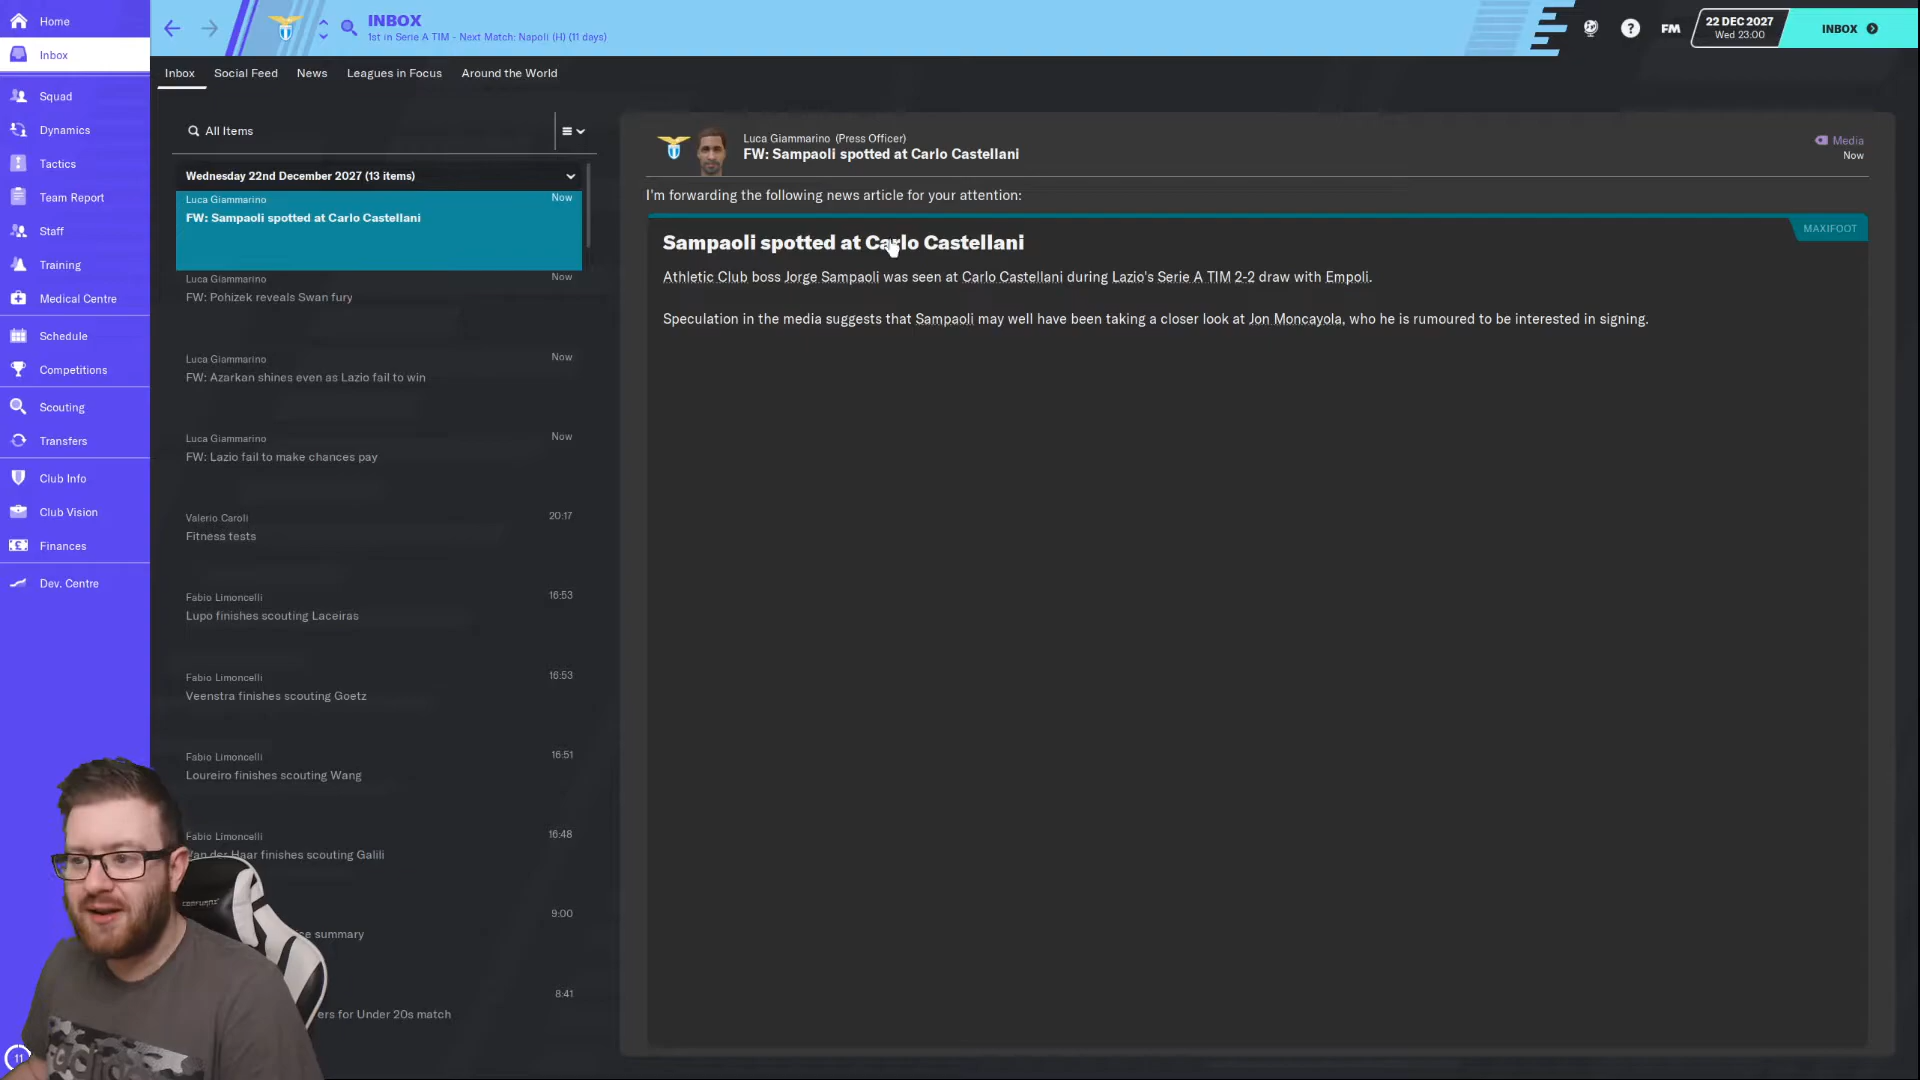 Home
Inbox
Squad
Dynamics
Tactics
Team Report
Staff
Training
Medical Centre
Schedule
Competitions
Scouting
Transfers
Club Info
Club Vision
Finances
Dev. Centre
11
INBOX
1st in Serie A TIM - Next Match: Napoli (H) (11 days)
FM
22 DEC 2027
Wed 23:00
INBOX
Inbox
Social Feed
News
Leagues in Focus
Around the World
All Items
Wednesday 22nd December 2027 (13 items)
Luca Giammarino
Now
FW: Sampaoli spotted at Carlo Castellani
Luca Giammarino
Now
FW: Pohizek reveals Swan fury
Luca Giammarino
Now
FW: Azarkan shines even as Lazio fail to win
Luca Giammarino
Now
FW: Lazio fail to make chances pay
Valerio Caroli
20:17
Fitness tests
Fabio Limoncelli
16:53
Lupo finishes scouting Laceiras
Fabio Limoncelli
16:53
Veenstra finishes scouting Goetz
Fabio Limoncelli
16:51
Loureiro finishes scouting Wang
Fabio Limoncelli
16:48
der Haar finishes scouting Galili
9:00
summary
8:41
for Under 20s match
Luca Giammarino (Press Officer)
FW: Sampaoli spotted at Carlo Castellani
Media
Now
I'm forwarding the following news article for your attention:
MAXIFOOT
Sampaoli spotted at Carlo Castellani
Athletic Club boss Jorge Sampaoli was seen at Carlo Castellani during Lazio's Serie A TIM 2-2 draw with Empoli.
Speculation in the media suggests that Sampaoli may well have been taking a closer look at Jon Moncayola, who he is rumoured to be interested in signing.